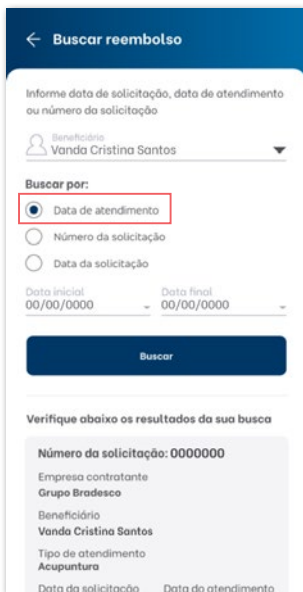 Buscar reembolso
Informe data de solicitação, data de atendimento
ou número da solicitação
Beneficiário
Vanda Cristina Santos
Buscar por:
Data de atendimento
Número da solicitação
Data da solicitação
Data inicial Data final
00/00/0000 00/00/0000
Buscar
Verifique abaixo os resultados da sua busca
Número da solicitação: 0000000
Empresa contratante
Grupo Bradesco
Beneficiário
Vanda Cristina Santos
Tipo de atendimento
Acupuntura
Data da solicitação Data do atendimento